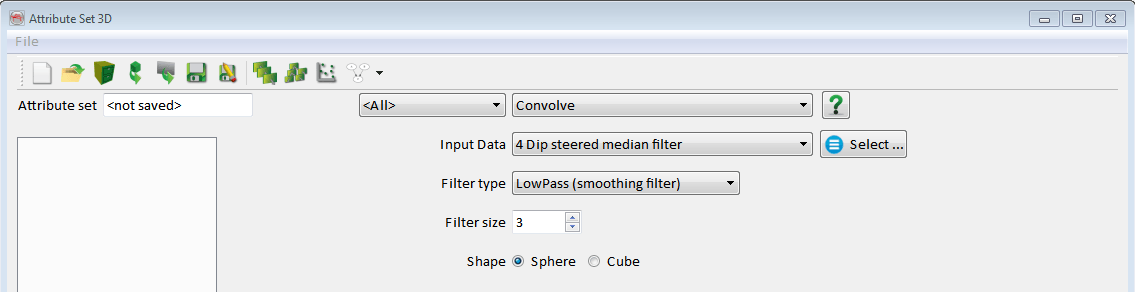 Attribute Set 3D
File
Attribute set <not saved> <All> Convolve ?
Input Data 4 Dip steered median filter Select ...
Filter type LowPass (smoothing filter)
Filter size 3
Shape Sphere Cube